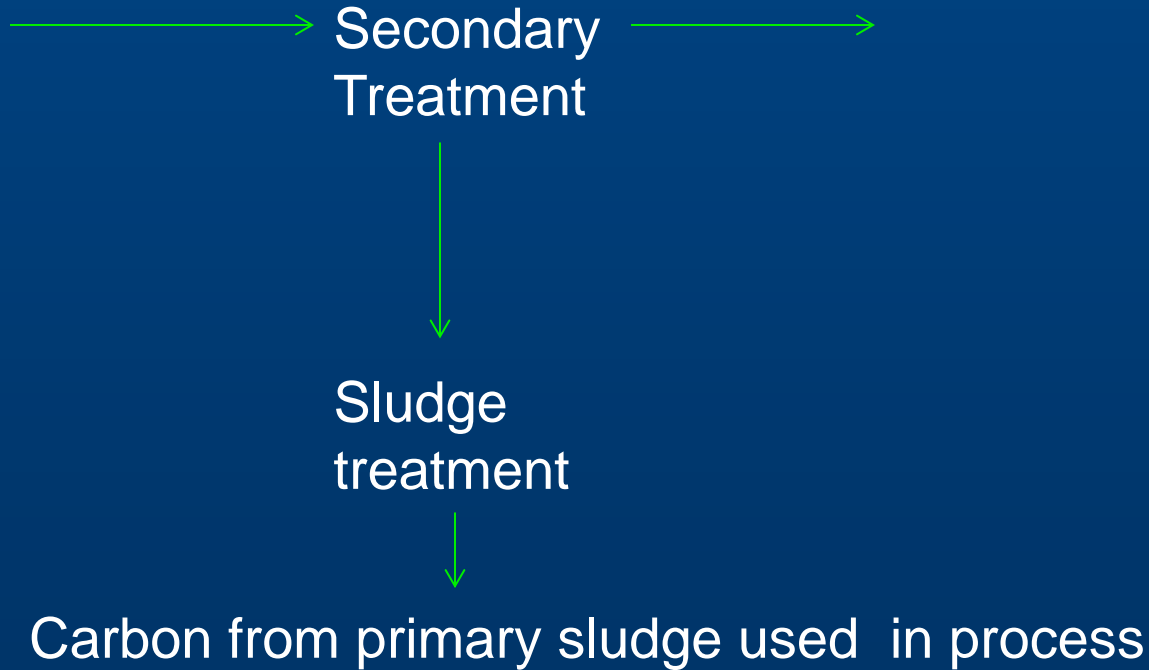 Secondary
Treatment
Sludge
treatment
Carbon from primary sludge used  in process